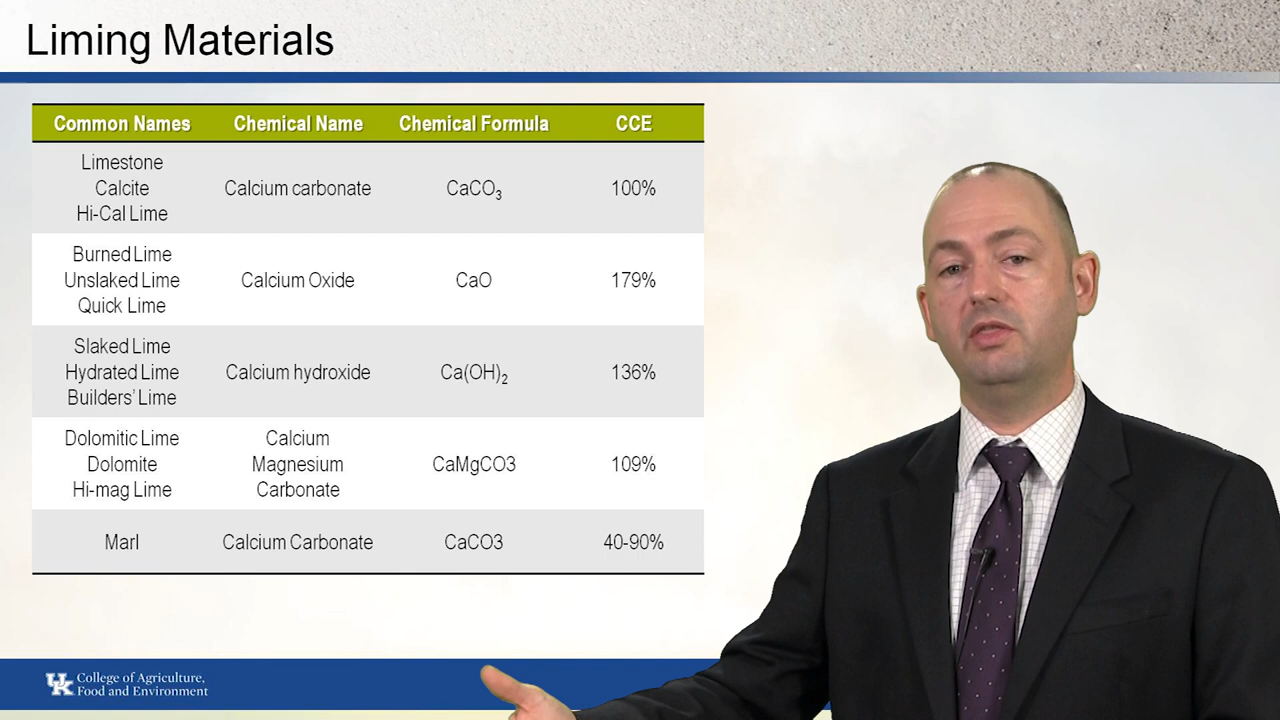 Liming Materials
Common Names Chemical Name Chemical Formula CCE
Limestone
Calcite
Hi-Cal Lime
Calcium carbonate
CaCO₃
100%
Burned Lime
Unslaked Lime
Quick Lime
Calcium Oxide
CaO
179%
Slaked Lime
Hydrated Lime
Builders' Lime
Calcium hydroxide
Ca(OH)₂
136%
Dolomitic Lime
Dolomite
Hi-mag Lime
Calcium
Magnesium
Carbonate
CaMgCO3
109%
Marl
Calcium Carbonate
CaCO3
40-90%
UK
College of Agriculture,
Food and Environment